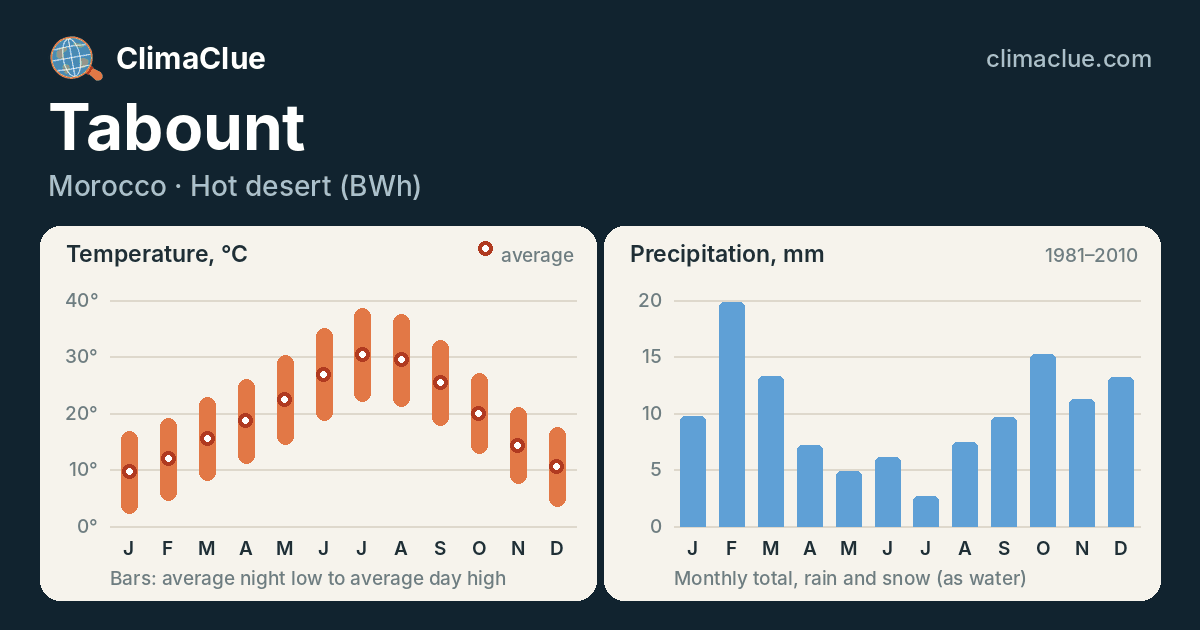 ClimaClue
climaclue.com
Tabount
Morocco · Hot desert (BWh)
Temperature, °C
average
40°
30°
20°
10°
0°
J F M A M J J A S O N D
Bars: average night low to average day high
Precipitation, mm
1981–2010
20
15
10
5
0
J F M A M J J A S O N D
Monthly total, rain and snow (as water)